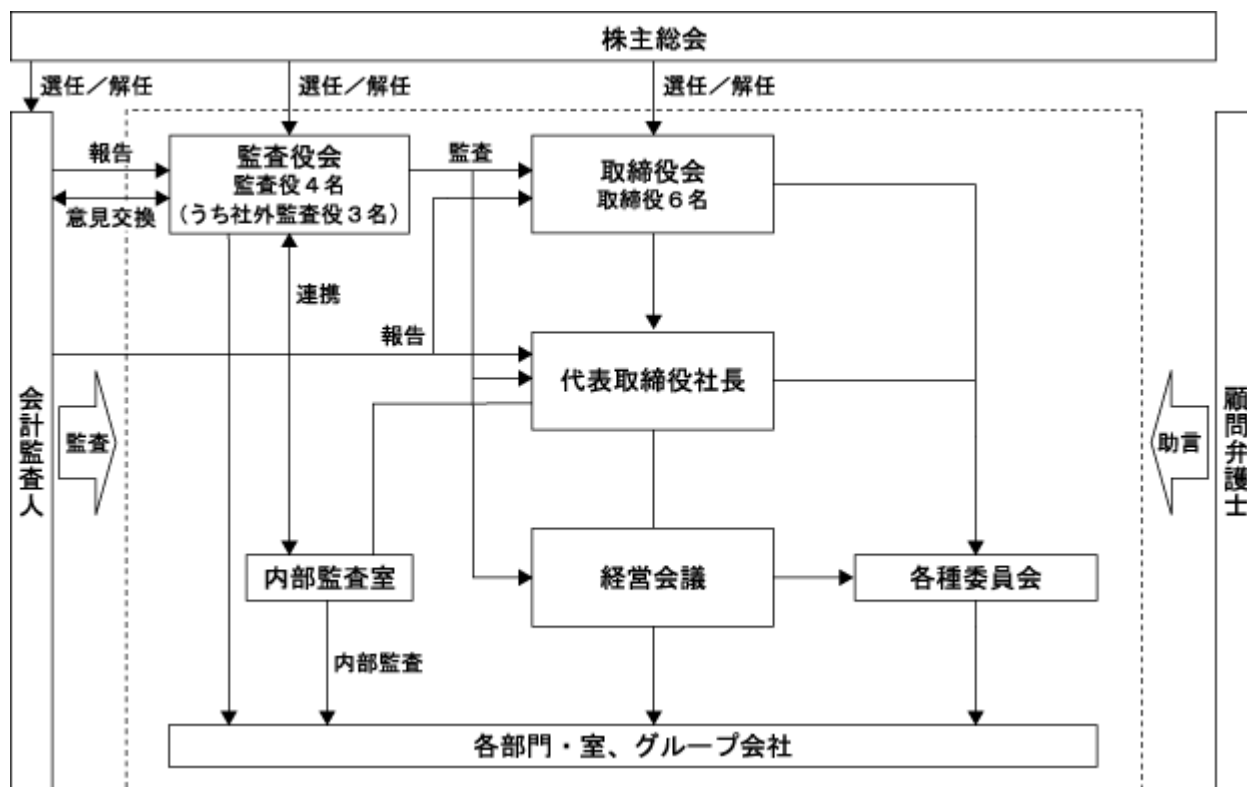 株主総会
選任／解任
選任／解任
選任／解任
報告
監査役会
監査役４名
（うち社外監査役３名）
監査
取締役会
取締役６名
意見交換
連携
報告
代表取締役社長
会計監査人
監査
助言
顧問弁護士
内部監査室
経営会議
各種委員会
内部監査
各部門・室、グループ会社